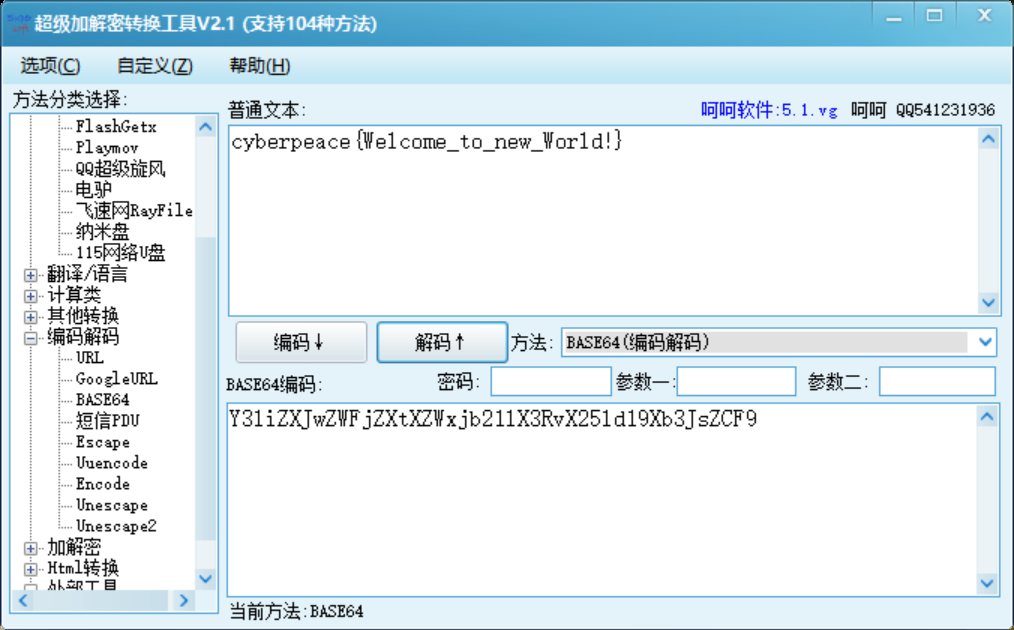 超级加解密转换工具V2.1 (支持104种方法)
选项(C) 自定义(Z) 帮助(H)
方法分类选择:
FlashGetx
Playmov
QQ超级旋风
电驴
飞速网RayFile
纳米盘
115网络U盘
翻译/语言
计算类
其他转换
编码解码
URL
GoogleURL
BASE64
短信PDU
Escape
Uuencode
Encode
Unescape
Unescape2
加解密
Html转换
外部工具
普通文本:
呵呵软件:5.1.vg 呵呵 QQ541231936
cyberpeace{Welcome_to_new_World!}
编码↓ 解码↑ 方法: BASE64(编码解码)
BASE64编码: 密码: 参数一: 参数二:
Y3liZXJwZWFjZXtXZWxjb21lX3RvX25ld19Xb3JsZCF9
当前方法:BASE64